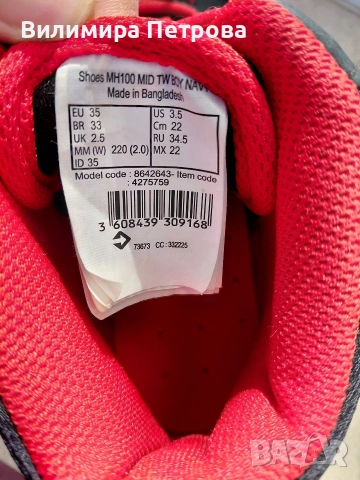 Вилимира Петрова
Shoes MH100 MID TW BOY NAVY
Made in Bangladesh
EU 35 US 3.5
BR 33 Cm 22
UK 2.5 RU 34.5
MM (W) 220 (2.0) MX 22
ID 35
Model code : 8642643- Item code
: 4275759
3 608439 309168
73673 CC : 332225
BAZAR